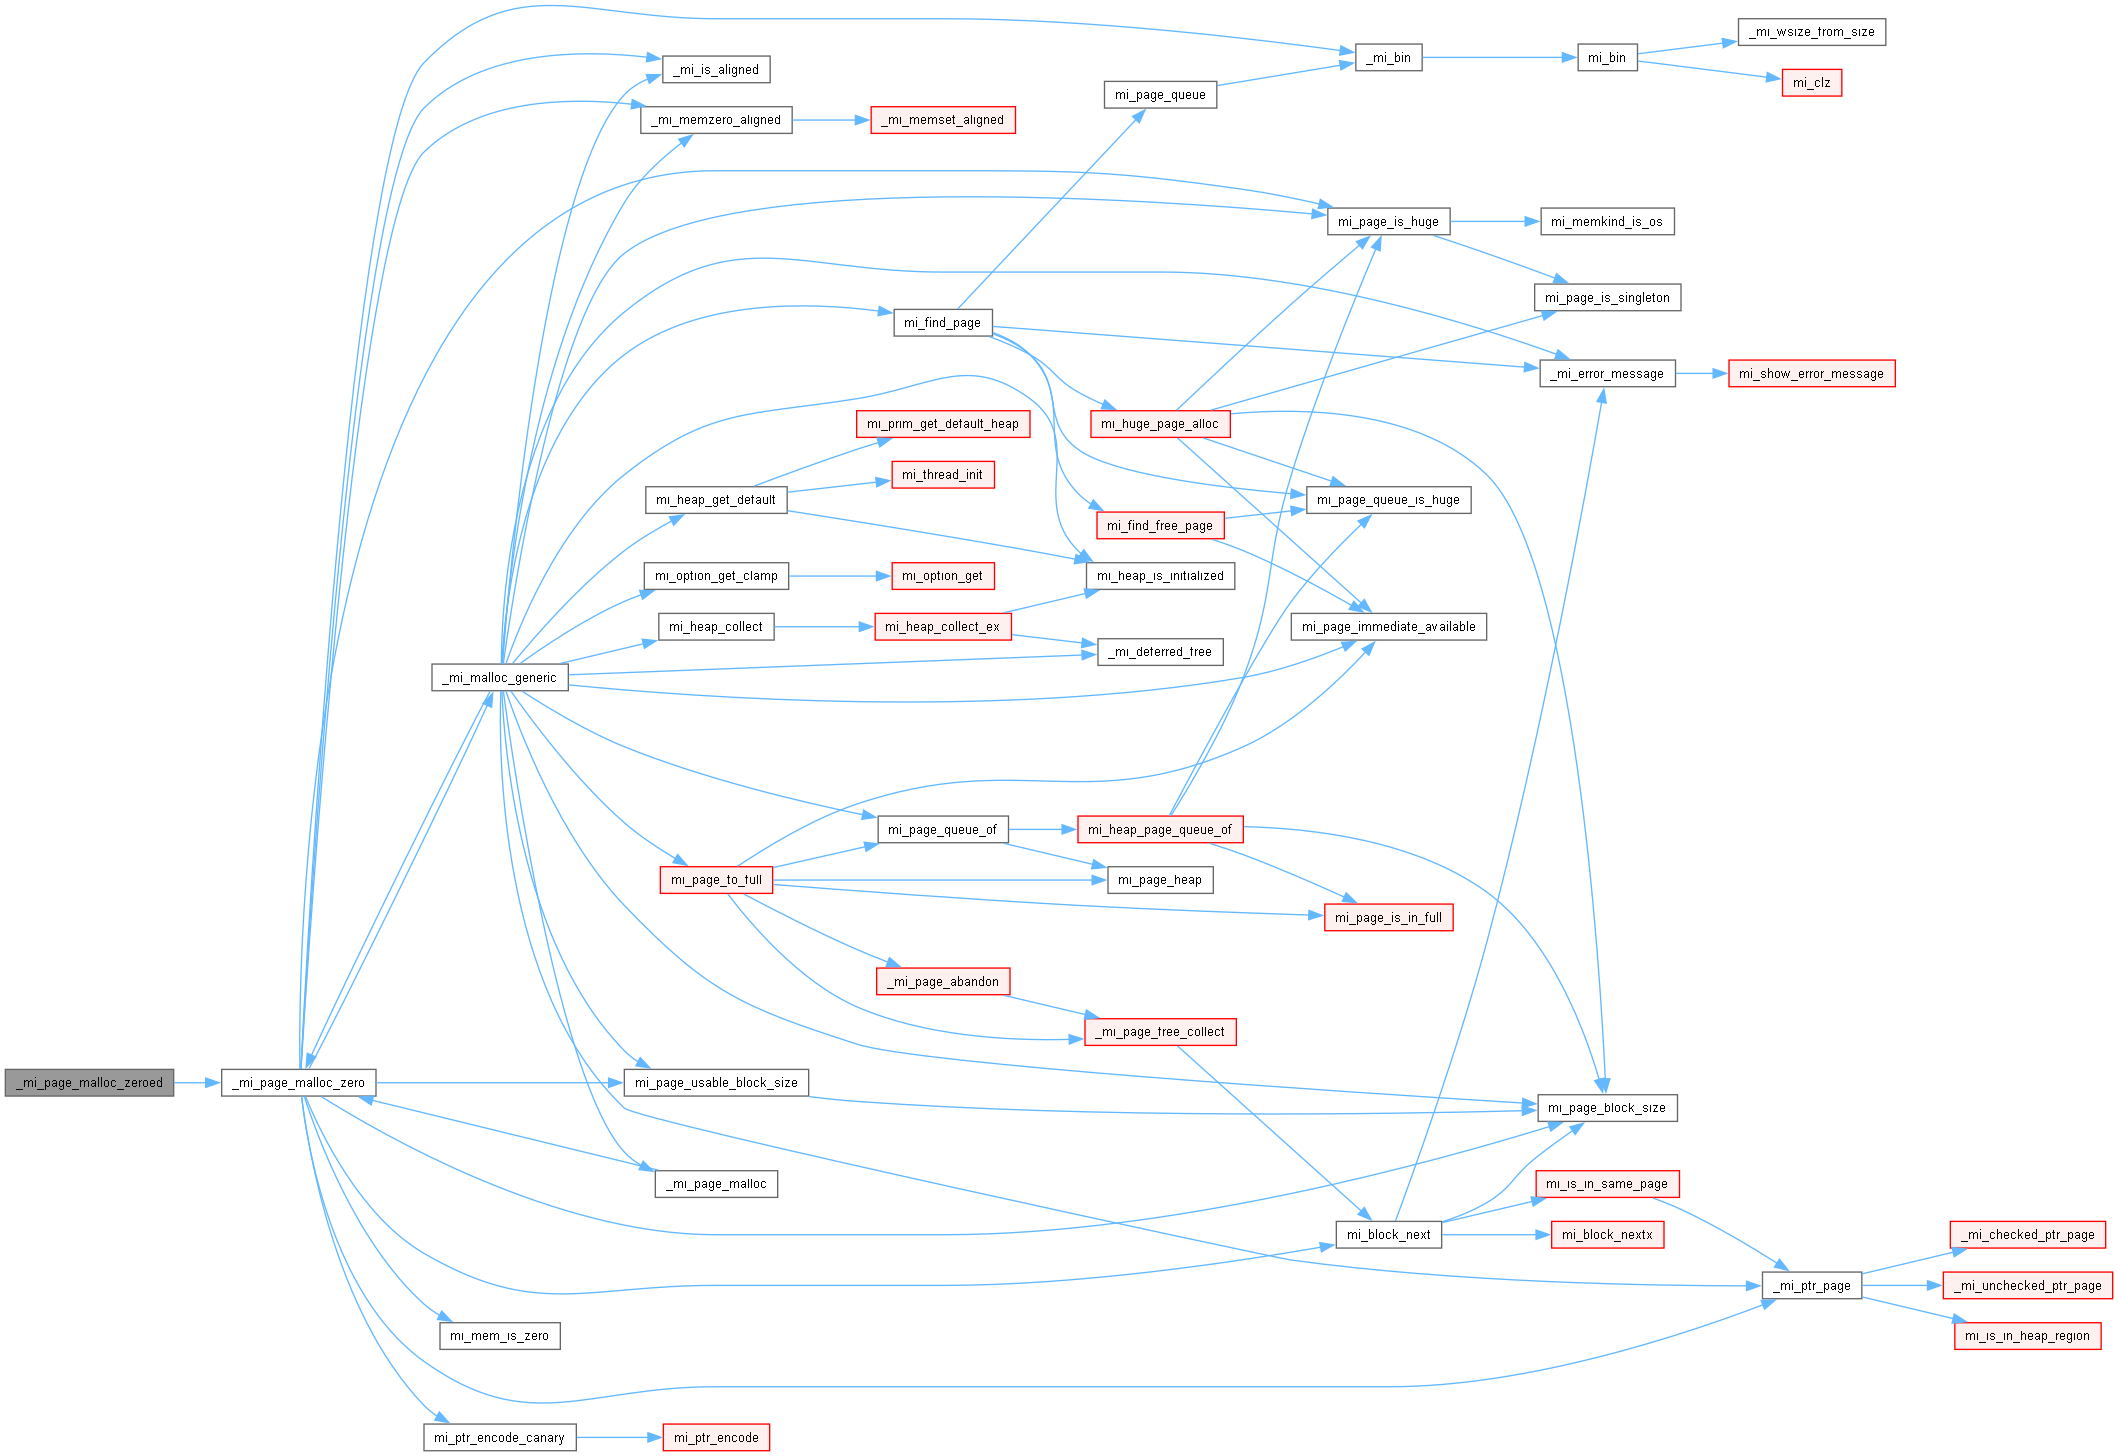 _mi_wsize_from_size
_mi_bin
mi_bin
_mi_is_aligned
mi_clz
mi_page_queue
_mi_memzero_aligned
_mi_memset_aligned
mi_page_is_huge
mi_memkind_is_os
mi_page_is_singleton
mi_find_page
_mi_error_message
mi_show_error_message
mi_prim_get_default_heap
mi_huge_page_alloc
mi_thread_init
mi_heap_get_default
mi_page_queue_is_huge
mi_find_free_page
mi_option_get_clamp
mi_option_get
mi_heap_is_initialized
mi_heap_collect
mi_heap_collect_ex
mi_page_immediate_available
_mi_deferred_free
_mi_malloc_generic
mi_page_queue_of
mi_heap_page_queue_of
mi_page_to_full
mi_page_heap
mi_page_is_in_full
_mi_page_abandon
_mi_page_free_collect
_mi_page_malloc_zeroed
_mi_page_malloc_zero
mi_page_usable_block_size
mi_page_block_size
_mi_page_malloc
mi_is_in_same_page
mi_block_next
mi_block_nextx
_mi_checked_ptr_page
_mi_ptr_page
_mi_unchecked_ptr_page
mi_mem_is_zero
mi_is_in_heap_region
mi_ptr_encode_canary
mi_ptr_encode